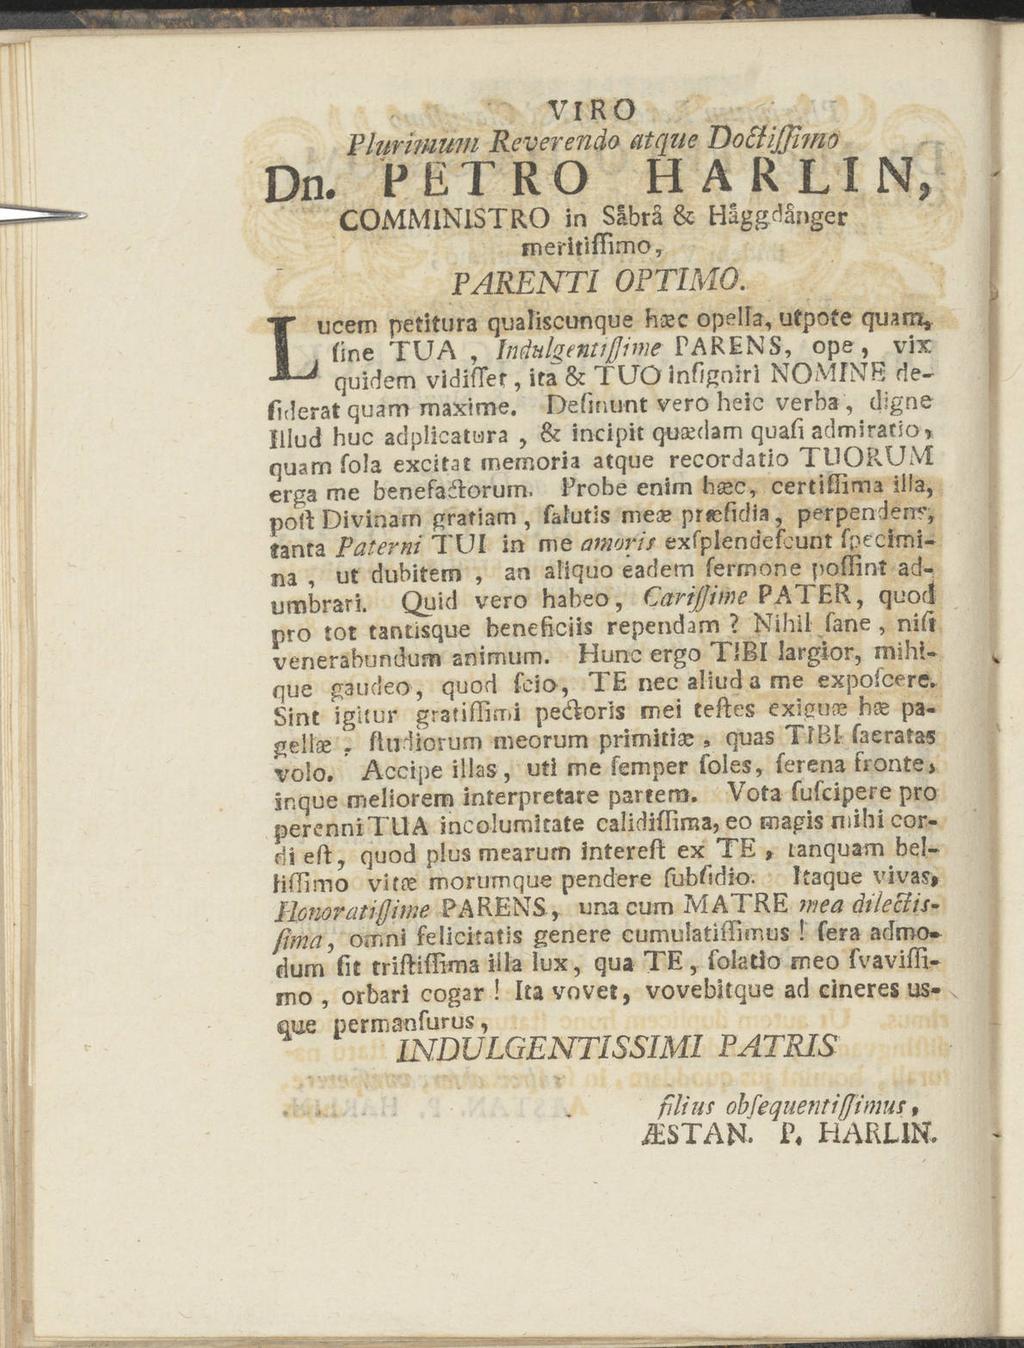 VIRO
Plurimum Reverendo atque Doctiſſimo
Dn. PETRO HARLIN,
COMMINISTRO in Såbrå & Häggdånger
meritiſſimo,
PARENTI OPTIMO.
Lucem petitura qualiscunque hæc opella, utpote quam,
ſine TUA, Indulgentiſſime PARENS, ope, vix
quidem vidiſſet, ita & TUO inſigniri NOMINE de-
ſiderat quam maxime. Deſinunt vero heic verba, digne
Illud huc adplicatura, & incipit quædam quaſi admiratio,
quam ſola excitat memoria atque recordatio TUORUM
erga me benefactorum. Probe enim hæc, certiſſima illa,
poſt Divinam gratiam, ſalutis meæ præſidia, perpendens,
tanta Paterni TUI in me amoris exſplendeſcunt ſpecimi-
na, ut dubitem, an aliquo eadem ſermone poſſint ad-
umbrari. Quid vero habeo, Cariſſime PATER, quod
pro tot tantisque beneficiis rependam? Nihil ſane, niſi
venerabundum animum. Hunc ergo TIBI largior, mihi-
que gaudeo, quod ſcio, TE nec aliud a me expoſcere.
Sint igitur gratiſſimi pectoris mei teſtes exiguæ hæ pa-
gellæ, ſtudiorum meorum primitiæ, quas TIBI ſacratas
volo. Accipe illas, uti me ſemper ſoles, ſerena fronte,
inque meliorem interpretare partem. Vota ſuſcipere pro
perenni TUA incolumitate calidiſſima, eo magis mihi cor-
di eſt, quod plus mearum intereſt ex TE, tanquam bel-
liſſimo vitæ morumque pendere ſubſidio. Itaque vivas,
Honoratiſſime PARENS, una cum MATRE mea dilectis-
ſima, omni felicitatis genere cumulatiſſimus! ſera admo-
dum ſit triſtiſſima illa lux, qua TE, ſolatio meo ſvaviſſi-
mo, orbari cogar! Ita vovet, vovebitque ad cineres us-
que permanſurus,
INDULGENTISSIMI PATRIS
filius obſequentiſſimus,
ÆSTAN. P. HARLIN.